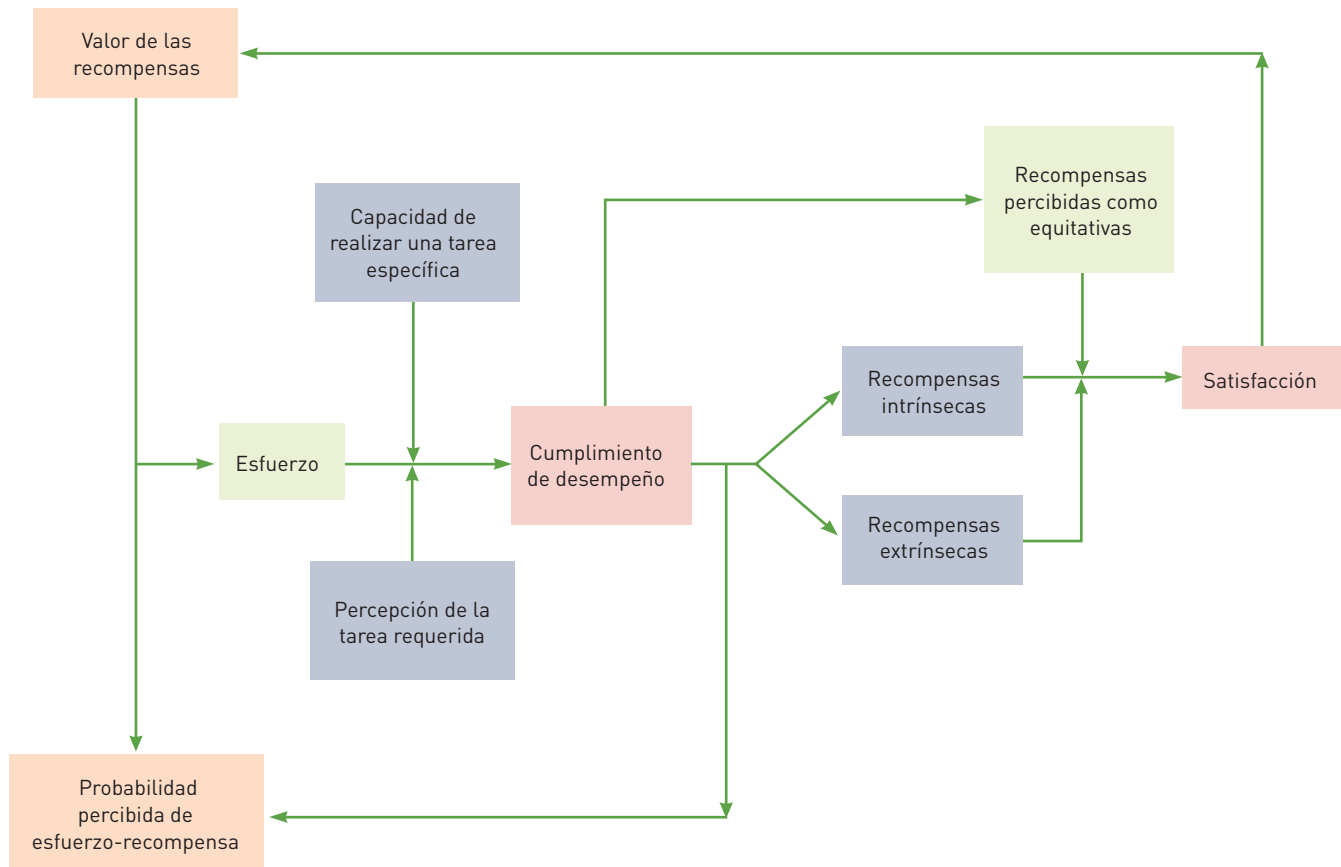 Valor de las
recompensas
Recompensas
percibidas como
equitativas
Capacidad de
realizar una tarea
específica
Recompensas
intrínsecas
Satisfacción
Esfuerzo
Cumplimiento
de desempeño
Recompensas
extrínsecas
Percepción de la
tarea requerida
Probabilidad
percibida de
esfuerzo-recompensa